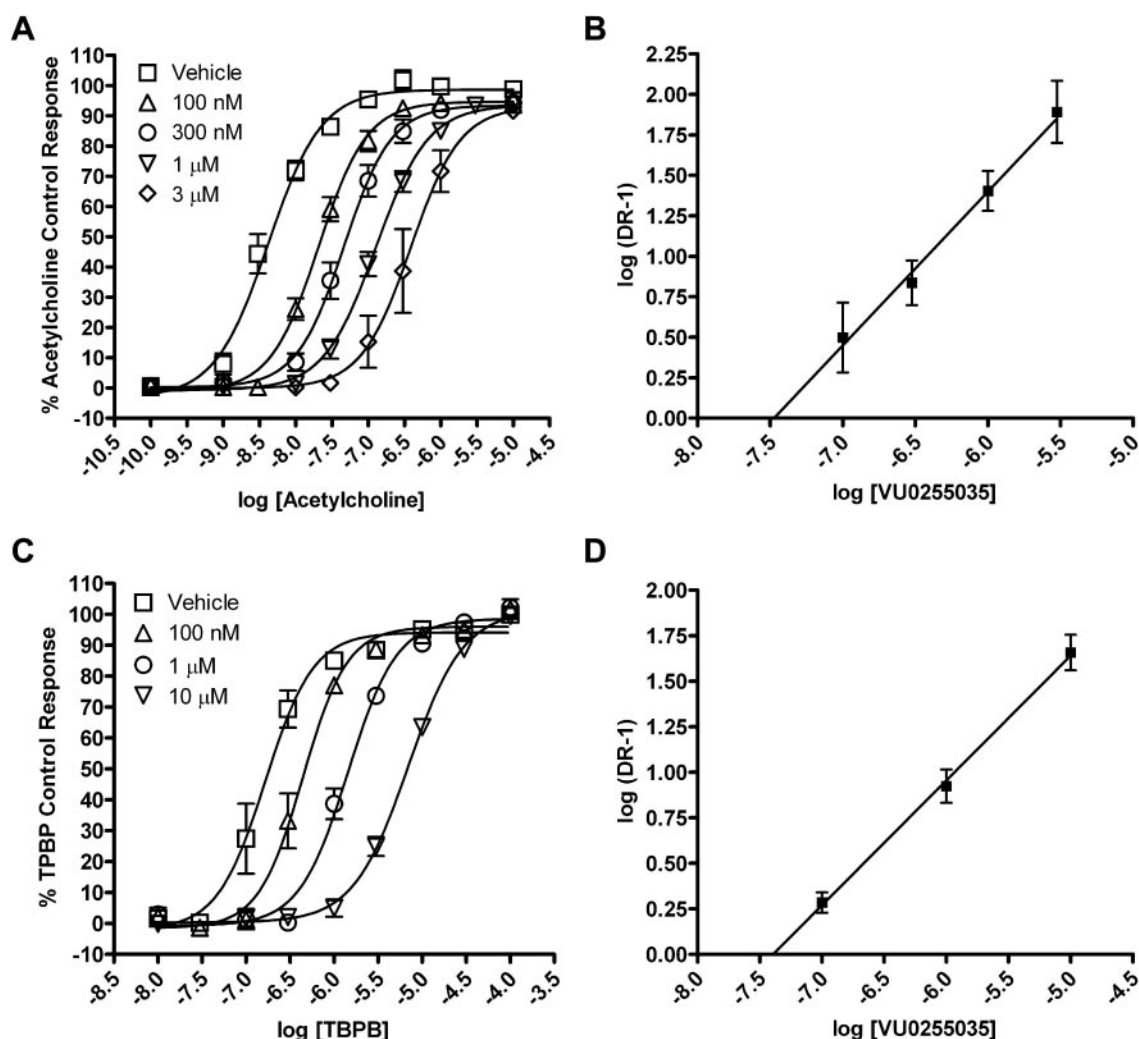 A
110
100
90
80
70
60
50
40
30
20
10
0
-10
% Acetylcholine Control Response
Vehicle
100 nM
300 nM
1 μM
3 μM
-10.5 -10.0 -9.5 -9.0 -8.5 -8.0 -7.5 -7.0 -6.5 -6.0 -5.5 -5.0 -4.5
log [Acetylcholine]
B
2.25
2.00
1.75
1.50
1.25
1.00
0.75
0.50
0.25
0.00
log (DR-1)
-8.0 -7.5 -7.0 -6.5 -6.0 -5.5 -5.0
log [VU0255035]
C
110
100
90
80
70
60
50
40
30
20
10
0
-10
% TPBP Control Response
Vehicle
100 nM
1 μM
10 μM
-8.5 -8.0 -7.5 -7.0 -6.5 -6.0 -5.5 -5.0 -4.5 -4.0 -3.5
log [TBPB]
D
2.00
1.75
1.50
1.25
1.00
0.75
0.50
0.25
0.00
log (DR-1)
-8.0 -7.5 -7.0 -6.5 -6.0 -5.5 -5.0 -4.5
log [VU0255035]